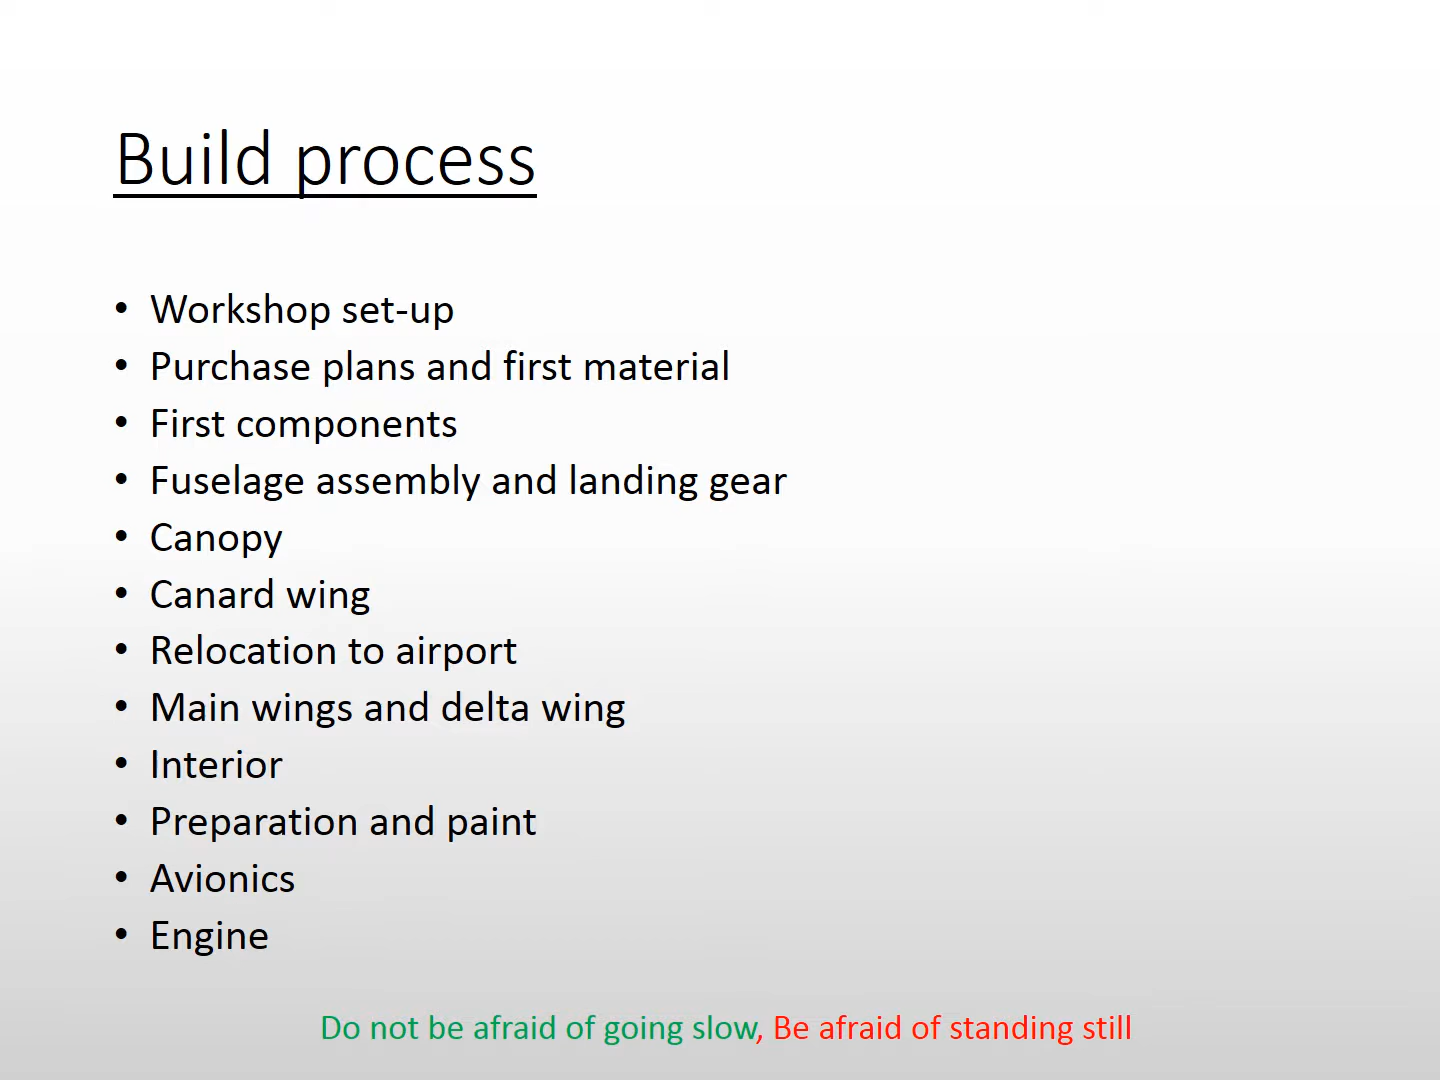 Build process
• Workshop set-up
• Purchase plans and first material
• First components
• Fuselage assembly and landing gear
• Canopy
• Canard wing
• Relocation to airport
• Main wings and delta wing
• Interior
• Preparation and paint
• Avionics
• Engine
Do not be afraid of going slow, Be afraid of standing still